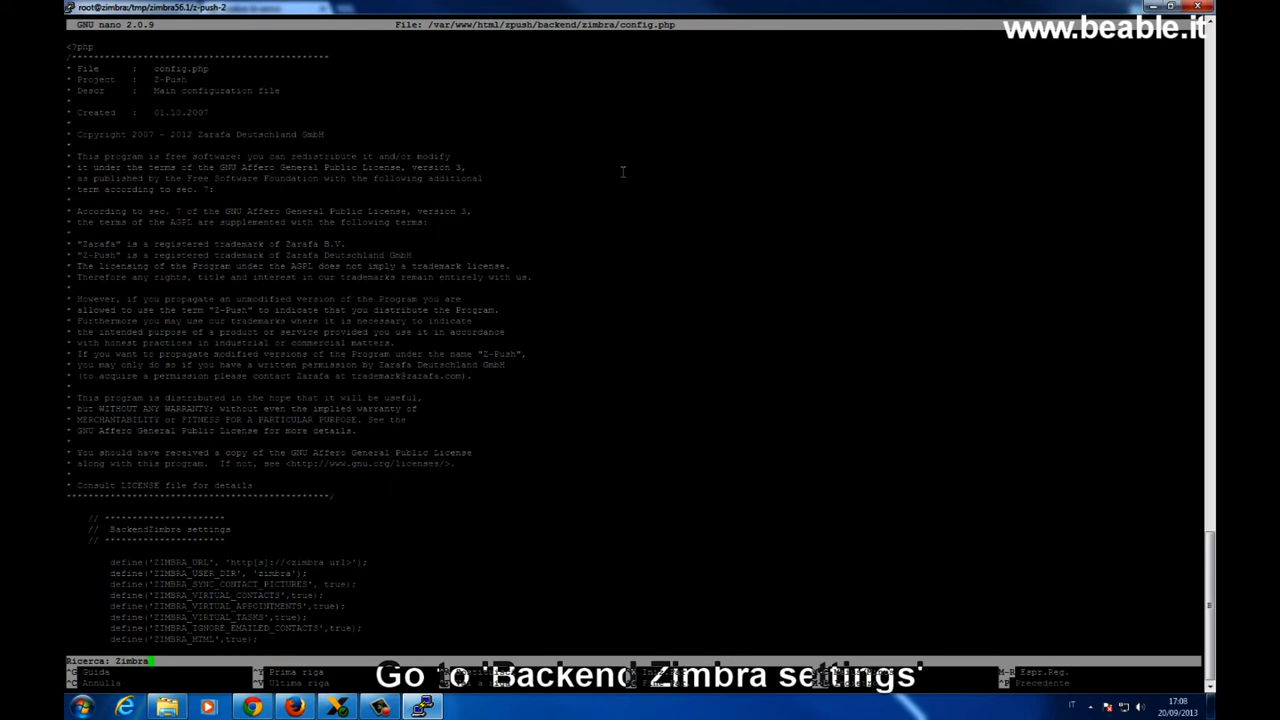 root@zimbra:/tmp/zimbra56.1/z-push-2
GNU nano 2.0.9 File: /var/www/html/zpush/backend/zimbra/config.php
www.beable.it
<?php
/***********************************************
* File : config.php
* Project : Z-Push
* Descr : Main configuration file
*
* Created : 01.10.2007
*
* Copyright 2007 - 2012 Zarafa Deutschland GmbH
*
* This program is free software: you can redistribute it and/or modify
* it under the terms of the GNU Affero General Public License, version 3,
* as published by the Free Software Foundation with the following additional
* term according to sec. 7:
*
* According to sec. 7 of the GNU Affero General Public License, version 3,
* the terms of the AGPL are supplemented with the following terms:
*
* "Zarafa" is a registered trademark of Zarafa B.V.
* "Z-Push" is a registered trademark of Zarafa Deutschland GmbH
* The licensing of the Program under the AGPL does not imply a trademark license.
* Therefore any rights, title and interest in our trademarks remain entirely with us.
*
* However, if you propagate an unmodified version of the Program you are
* allowed to use the term "Z-Push" to indicate that you distribute the Program.
* Furthermore you may use our trademarks where it is necessary to indicate
* the intended purpose of a product or service provided you use it in accordance
* with honest practices in industrial or commercial matters.
* If you want to propagate modified versions of the Program under the name "Z-Push",
* you may only do so if you have a written permission by Zarafa Deutschland GmbH
* (to acquire a permission please contact Zarafa at trademark@zarafa.com).
*
* This program is distributed in the hope that it will be useful,
* but WITHOUT ANY WARRANTY; without even the implied warranty of
* MERCHANTABILITY or FITNESS FOR A PARTICULAR PURPOSE. See the
* GNU Affero General Public License for more details.
*
* You should have received a copy of the GNU Affero General Public License
* along with this program. If not, see <http://www.gnu.org/licenses/>.
*
* Consult LICENSE file for details
************************************************/
// **********************
// BackendZimbra settings
// **********************
define('ZIMBRA_URL', 'http[s]://<zimbra url>');
define('ZIMBRA_USER_DIR', 'zimbra');
define('ZIMBRA_SYNC_CONTACT_PICTURES', true);
define('ZIMBRA_VIRTUAL_CONTACTS',true);
define('ZIMBRA_VIRTUAL_APPOINTMENTS',true);
define('ZIMBRA_VIRTUAL_TASKS',true);
define('ZIMBRA_IGNORE_EMAILED_CONTACTS',true);
define('ZIMBRA_HTML',true);
Ricerca: Zimbra
^G Guida ^Y Prima riga M-R Espr.Reg.
^C Annulla ^V Ultima riga ^P Precedente
Go to 'Backend Zimbra settings'
IT
17:08
20/09/2013